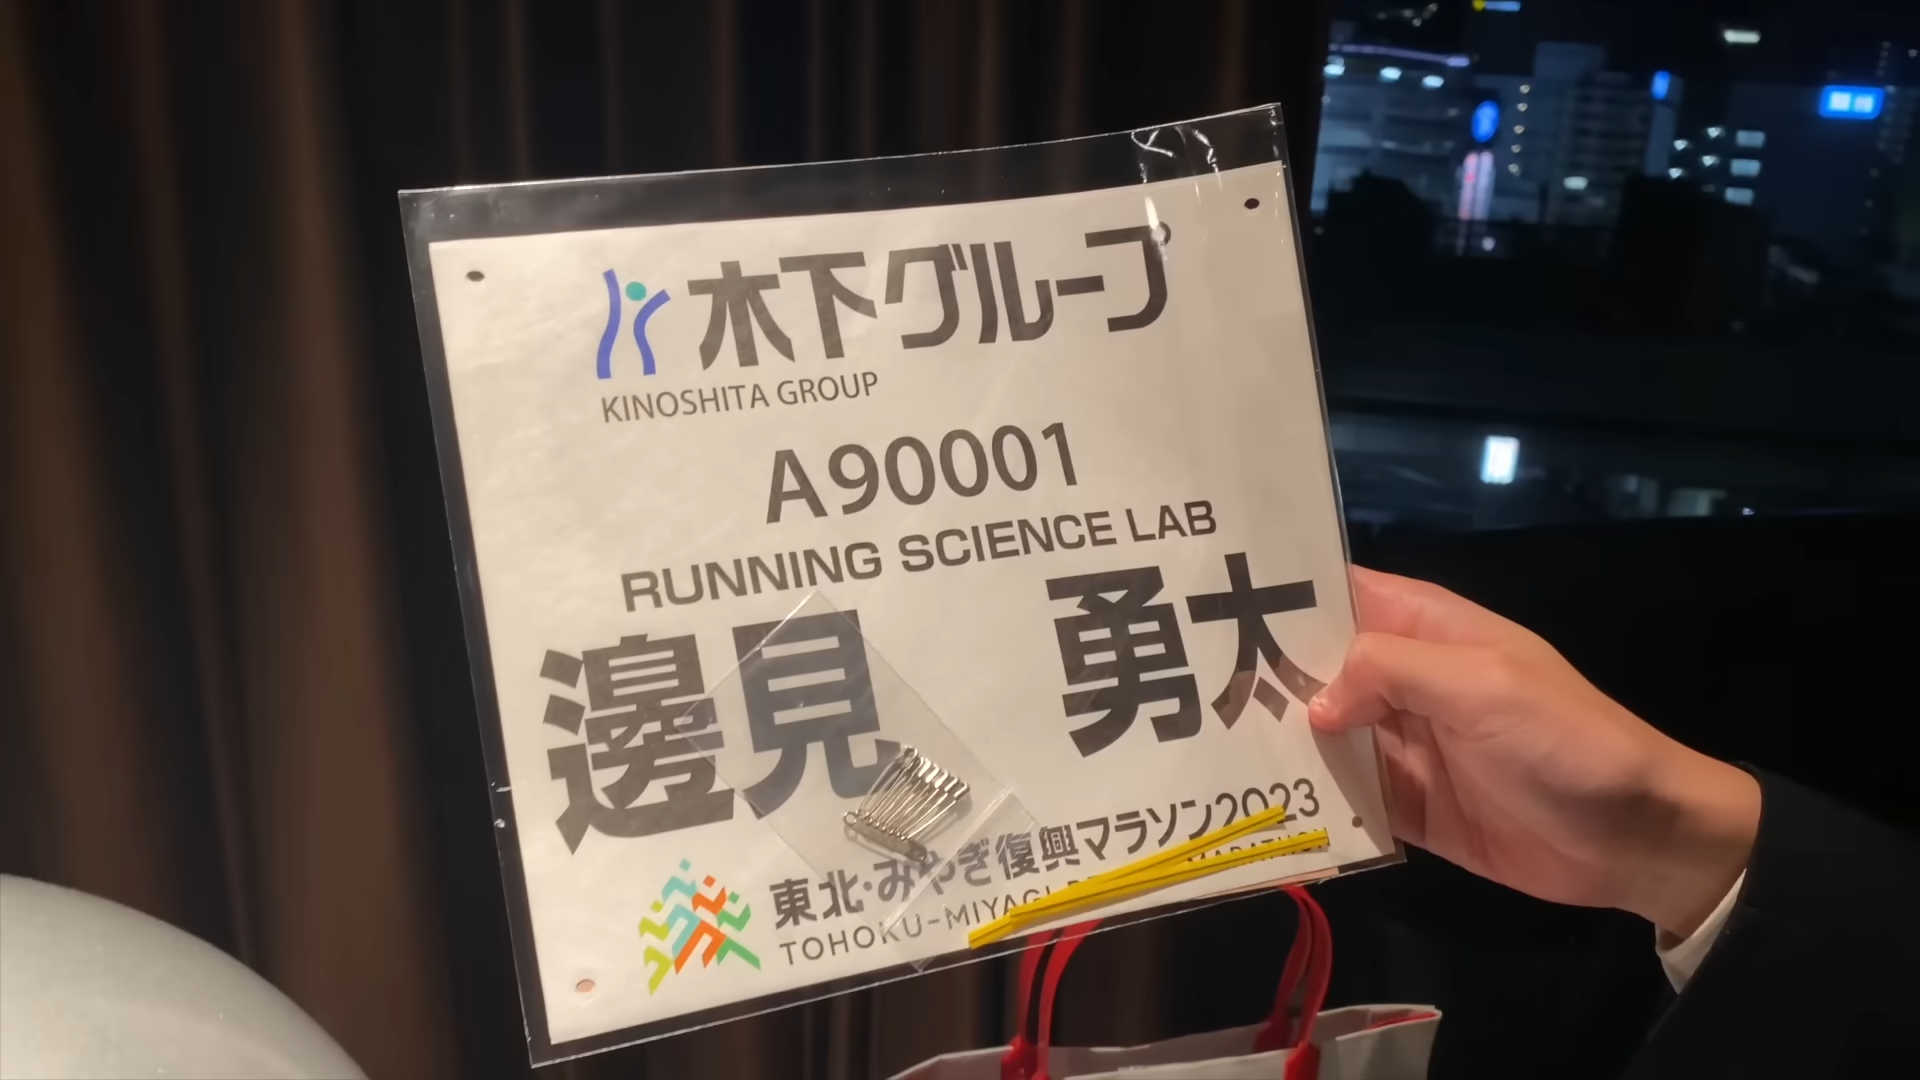 木下グループ
KINOSHITA GROUP
A90001
RUNNING SCIENCE LAB
邊見 勇太
東北・みやぎ復興マラソン2023
TOHOKU-MIYAGI MARATHON